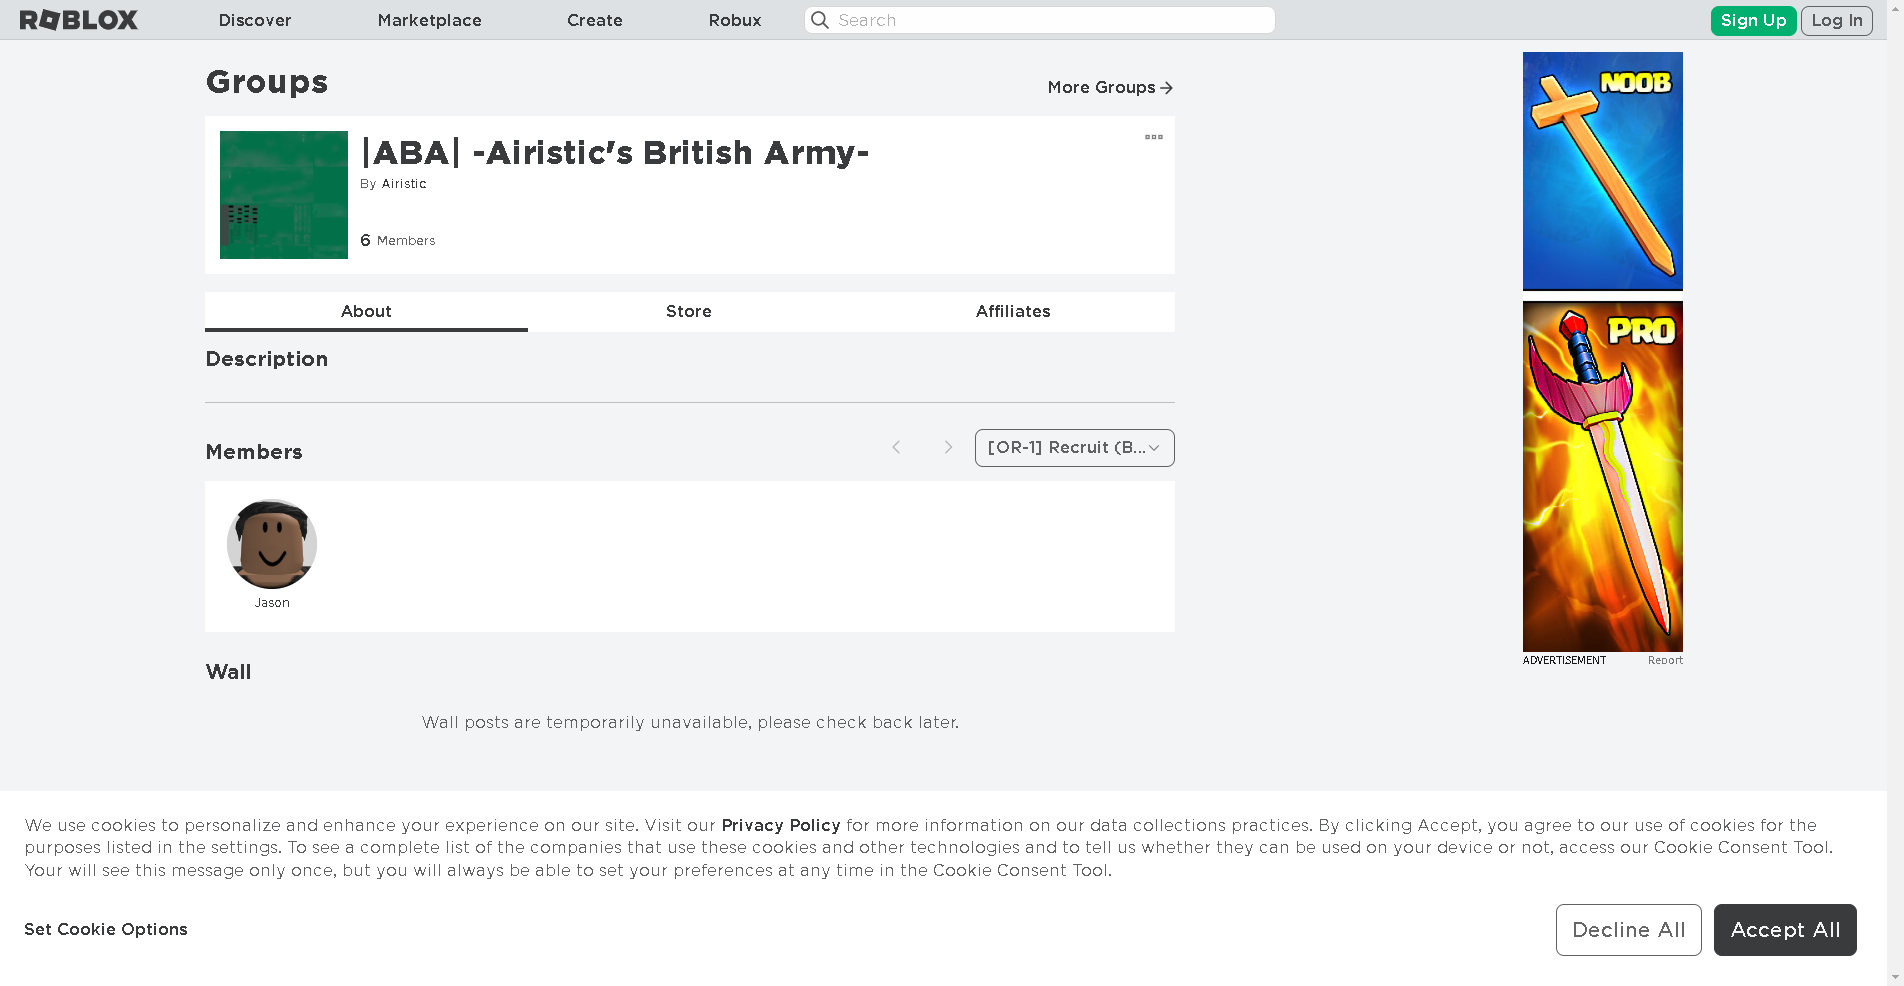 ROBLOX Discover Marketplace Create Robux Search Sign Up Log In
Groups
More Groups
|ABA| -Airistic's British Army-
By Airistic
6 Members
About Store Affiliates
Description
Members
[OR-1] Recruit (B...
Jason
Wall
Wall posts are temporarily unavailable, please check back later.
NOOB
PRO
ADVERTISEMENT Report
We use cookies to personalize and enhance your experience on our site. Visit our Privacy Policy for more information on our data collections practices. By clicking Accept, you agree to our use of cookies for the
purposes listed in the settings. To see a complete list of the companies that use these cookies and other technologies and to tell us whether they can be used on your device or not, access our Cookie Consent Tool.
Your will see this message only once, but you will always be able to set your preferences at any time in the Cookie Consent Tool.
Set Cookie Options
Decline All Accept All